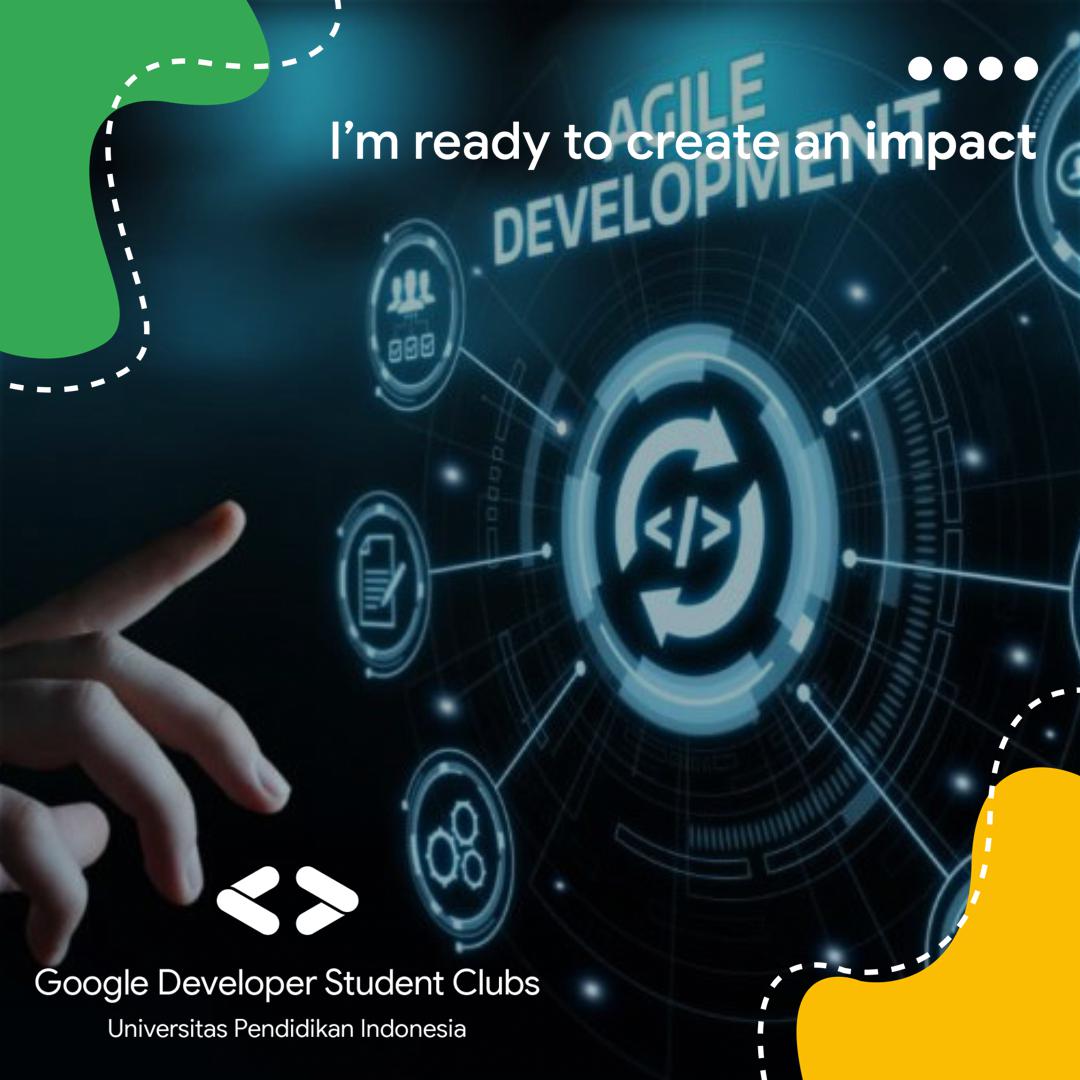 AGILE
DEVELOPMENT
I’m ready to create an impact
</>
Google Developer Student Clubs
Universitas Pendidikan Indonesia